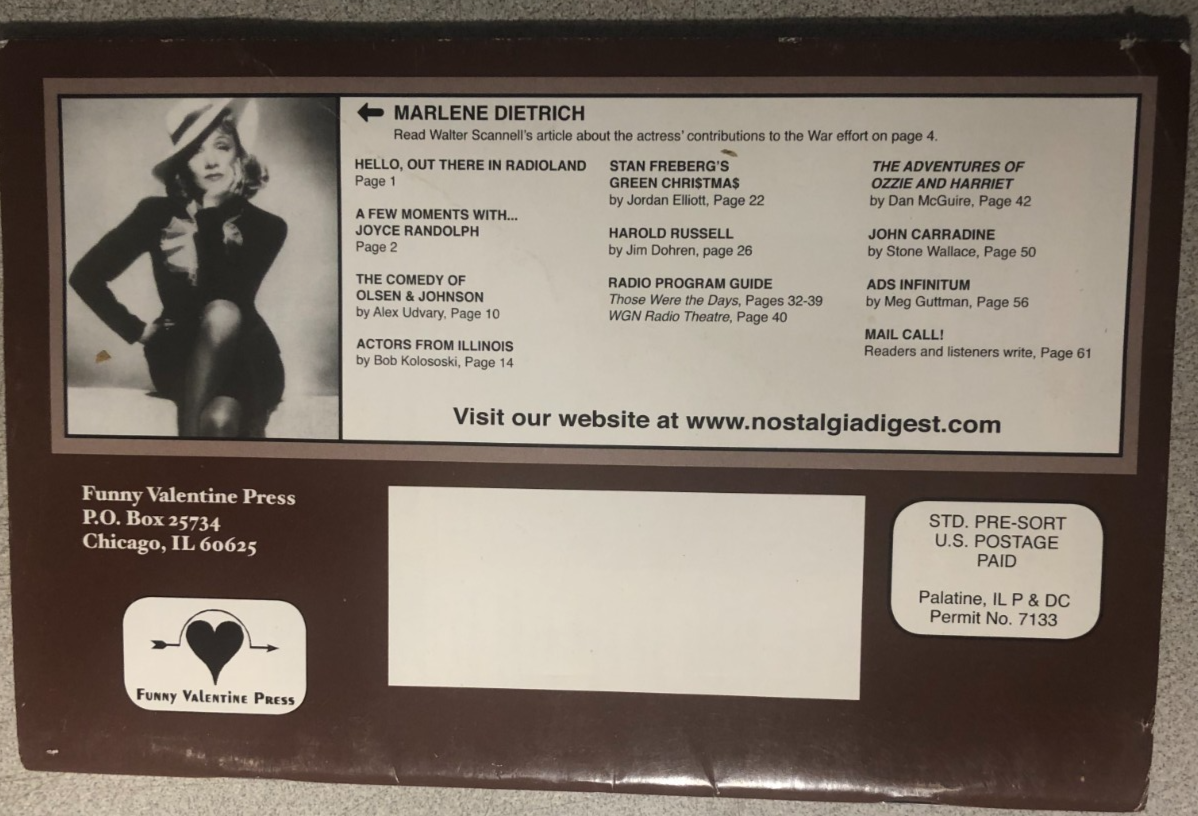 MARLENE DIETRICH
Read Walter Scannell's article about the actress' contributions to the War effort on page 4.
HELLO, OUT THERE IN RADIOLAND
Page 1
A FEW MOMENTS WITH...
JOYCE RANDOLPH
Page 2
THE COMEDY OF
OLSEN & JOHNSON
by Alex Udvary, Page 10
ACTORS FROM ILLINOIS
by Bob Kolososki, Page 14
STAN FREBERG'S
GREEN CHRI$TMA$
by Jordan Elliott, Page 22
HAROLD RUSSELL
by Jim Dohren, page 26
RADIO PROGRAM GUIDE
Those Were the Days, Pages 32-39
WGN Radio Theatre, Page 40
THE ADVENTURES OF
OZZIE AND HARRIET
by Dan McGuire, Page 42
JOHN CARRADINE
by Stone Wallace, Page 50
ADS INFINITUM
by Meg Guttman, Page 56
MAIL CALL!
Readers and listeners write, Page 61
Visit our website at www.nostalgiadigest.com
Funny Valentine Press
P.O. Box 25734
Chicago, IL 60625
FUNNY VALENTINE PRESS
STD. PRE-SORT
U.S. POSTAGE
PAID
Palatine, IL P & DC
Permit No. 7133